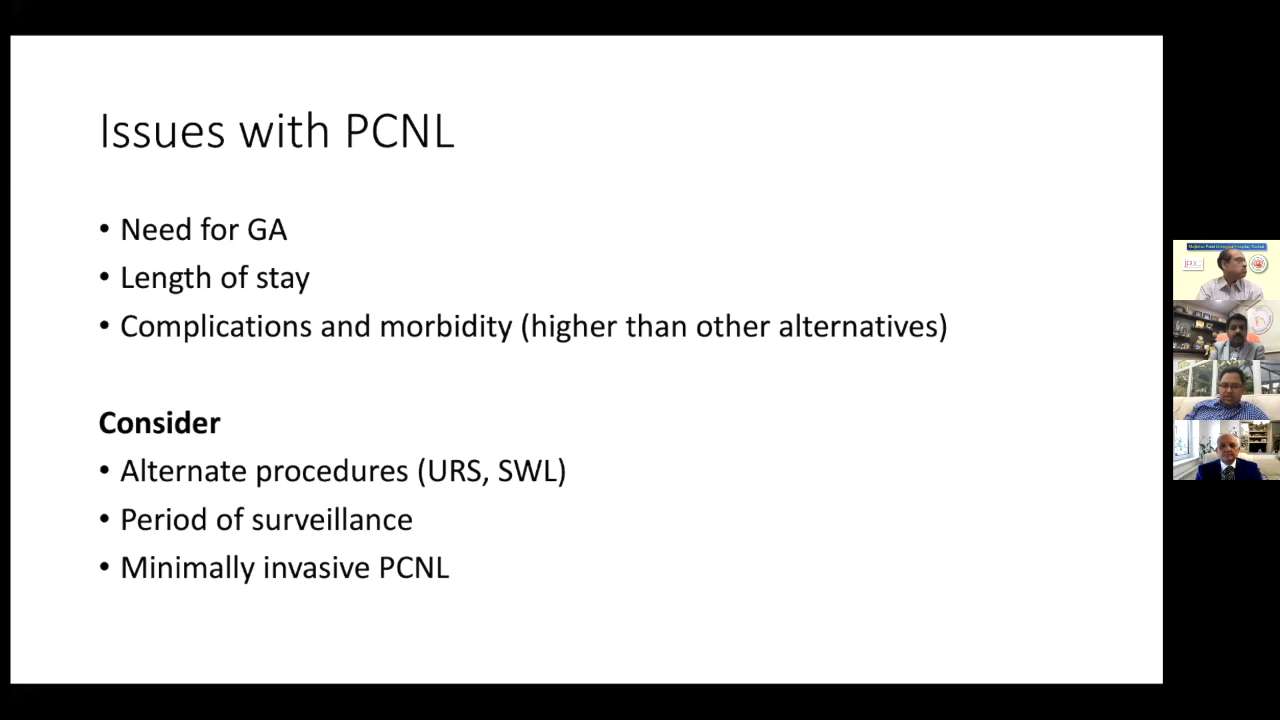 Issues with PCNL
• Need for GA
• Length of stay
• Complications and morbidity (higher than other alternatives)
Consider
• Alternate procedures (URS, SWL)
• Period of surveillance
• Minimally invasive PCNL